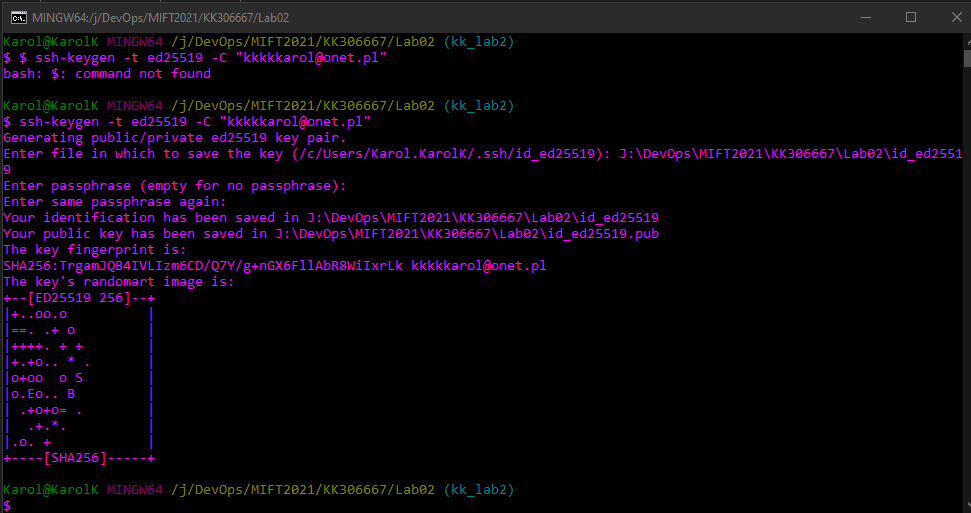 MINGW64:/j/DevOps/MIFT2021/KK306667/Lab02
Karol@KarolK MINGW64 /j/DevOps/MIFT2021/KK306667/Lab02 (kk_lab2)
$ $ ssh-keygen -t ed25519 -C "kkkkkarol@onet.pl"
bash: $: command not found
Karol@KarolK MINGW64 /j/DevOps/MIFT2021/KK306667/Lab02 (kk_lab2)
$ ssh-keygen -t ed25519 -C "kkkkkarol@onet.pl"
Generating public/private ed25519 key pair.
Enter file in which to save the key (/c/Users/Karol.KarolK/.ssh/id_ed25519): J:\DevOps\MIFT2021\KK306667\Lab02\id_ed2551
9
Enter passphrase (empty for no passphrase):
Enter same passphrase again:
Your identification has been saved in J:\DevOps\MIFT2021\KK306667\Lab02\id_ed25519
Your public key has been saved in J:\DevOps\MIFT2021\KK306667\Lab02\id_ed25519.pub
The key fingerprint is:
SHA256:TrgamJQB4IVLIzm6CD/Q7Y/g+nGX6FllAbR8WiIxrLk kkkkkarol@onet.pl
The key's randomart image is:
+--[ED25519 256]--+
|+..oo.o          |
|==. .+ o         |
|++++. + +        |
|+.+o.. * .       |
|o+oo  o S        |
|o.Eo.. B         |
| .+o+o= .        |
|  .+.*.          |
|.o. +            |
+----[SHA256]-----+
Karol@KarolK MINGW64 /j/DevOps/MIFT2021/KK306667/Lab02 (kk_lab2)
$